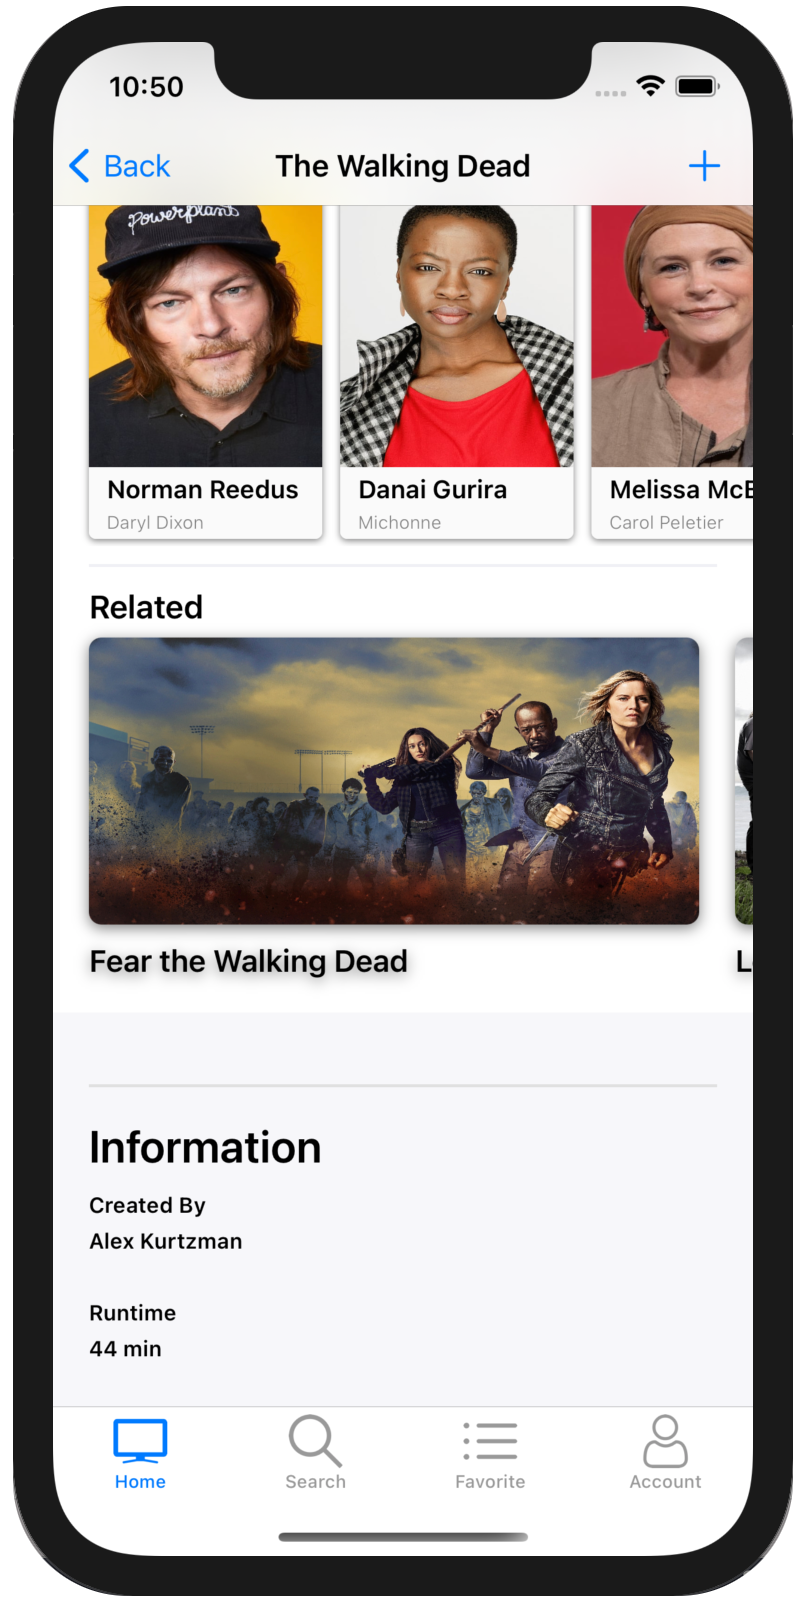 10:50
Back
The Walking Dead
Powerplant
Norman Reedus
Daryl Dixon
Danai Gurira
Michonne
Melissa McB
Carol Peletier
Related
Fear the Walking Dead
L
Information
Created By
Alex Kurtzman
Runtime
44 min
Home
Search
Favorite
Account